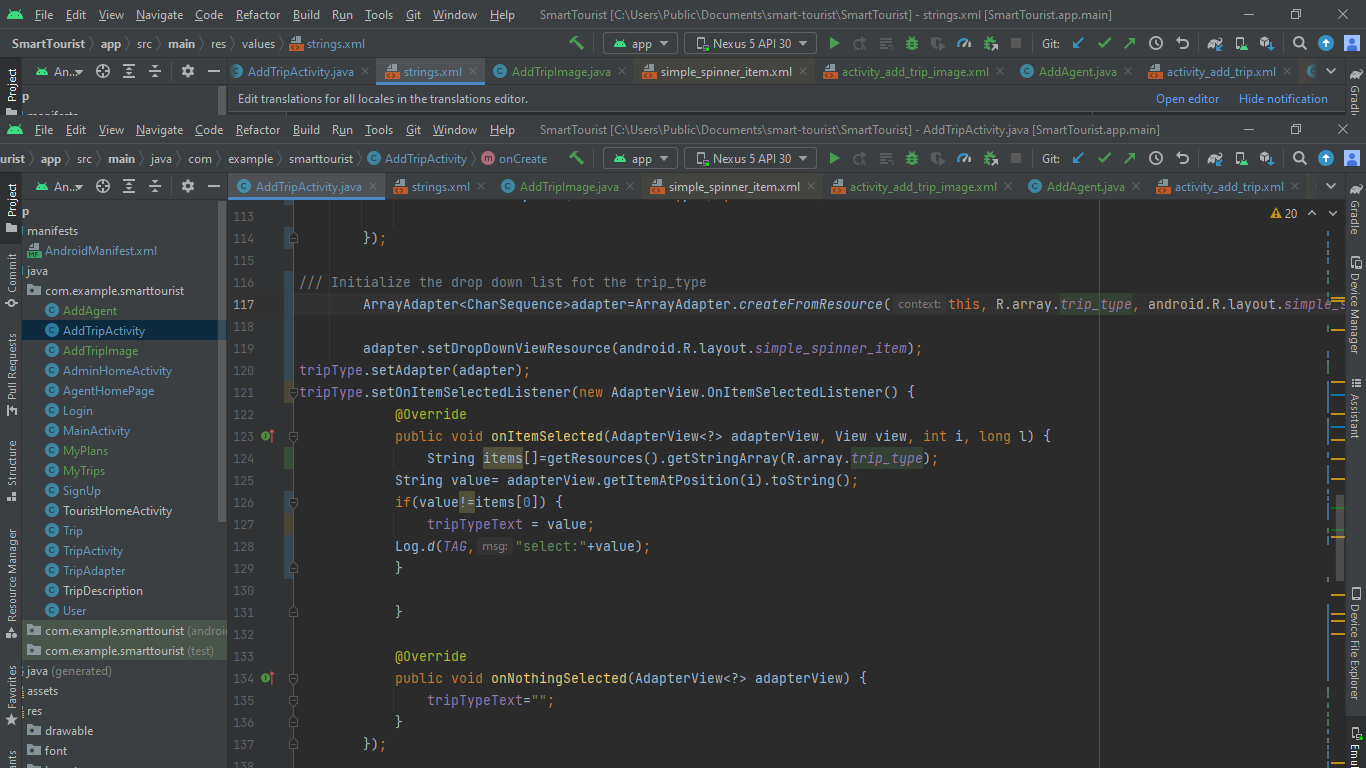 File Edit View Navigate Code Refactor Build Run Tools Git Window Help SmartTourist [C:\Users\Public\Documents\smart-tourist\SmartTourist] - strings.xml [SmartTourist.app.main]
SmartTourist app src main res values strings.xml app Nexus 5 API 30 Git:
Project An... AddTripActivity.java strings.xml AddTripImage.java simple_spinner_item.xml activity_add_trip_image.xml AddAgent.java activity_add_trip.xml Gradle
Edit translations for all locales in the translations editor. Open editor Hide notification
File Edit View Navigate Code Refactor Build Run Tools Git Window Help SmartTourist [C:\Users\Public\Documents\smart-tourist\SmartTourist] - AddTripActivity.java [SmartTourist.app.main]
urist app src main java com example smarttourist AddTripActivity onCreate app Nexus 5 API 30 Git:
An... AddTripActivity.java strings.xml AddTripImage.java simple_spinner_item.xml activity_add_trip_image.xml AddAgent.java activity_add_trip.xml
Project
Commit
Pull Requests
Structure
Resource Manager
Favorites
p
manifests
AndroidManifest.xml
java
com.example.smarttourist
AddAgent
AddTripActivity
AddTripImage
AdminHomeActivity
AgentHomePage
Login
MainActivity
MyPlans
MyTrips
SignUp
TouristHomeActivity
Trip
TripActivity
TripAdapter
TripDescription
User
com.example.smarttourist (androi
com.example.smarttourist (test)
java (generated)
assets
res
drawable
font
20
113
114 });
115
116 /// Initialize the drop down list fot the trip_type
117 ArrayAdapter<CharSequence>adapter=ArrayAdapter.createFromResource( context: this, R.array.trip_type, android.R.layout.simple_s
118
119 adapter.setDropDownViewResource(android.R.layout.simple_spinner_item);
120 tripType.setAdapter(adapter);
121 tripType.setOnItemSelectedListener(new AdapterView.OnItemSelectedListener() {
122 @Override
123 public void onItemSelected(AdapterView<?> adapterView, View view, int i, long l) {
124 String items[]=getResources().getStringArray(R.array.trip_type);
125 String value= adapterView.getItemAtPosition(i).toString();
126 if(value!=items[0]) {
127 tripTypeText = value;
128 Log.d(TAG, msg: "select:"+value);
129 }
130
131 }
132
133 @Override
134 public void onNothingSelected(AdapterView<?> adapterView) {
135 tripTypeText="";
136 }
137 });
138
Gradle
Device Manager
Assistant
Device File Explorer
Emul